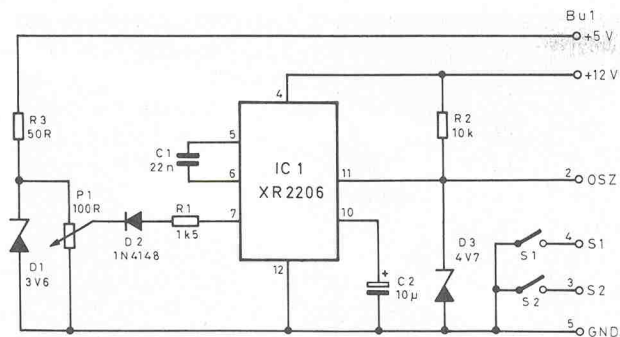 Bu1
+5V
+12V
4
R3
50R
R2
10k
C1
22n
5
6
IC 1
XR2206
11
2
OSZ
P1
100R
R1
1k5
7
10
D2
1N4148
D1
3V6
12
+
C2
10µ
D3
4V7
S1
4
S1
S2
3
S2
5
GND